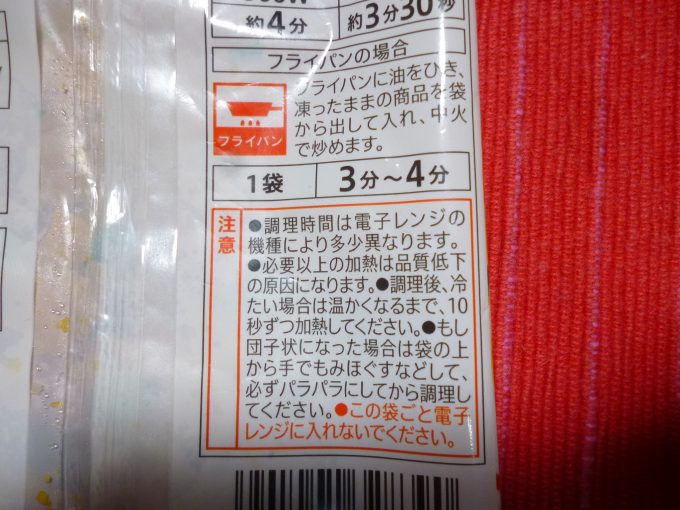 約4分
約3分30秒
フライパンの場合
フライパン
フライパンに油をひき、
凍ったままの商品を袋
から出して入れ、中火
で炒めます。
1袋
3分〜4分
注意
●調理時間は電子レンジの
機種により多少異なります。
●必要以上の加熱は品質低下
の原因になります。●調理後、冷
たい場合は温かくなるまで、10
秒ずつ加熱してください。●もし
団子状になった場合は袋の上
から手でもみほぐすなどして、
必ずパラパラにしてから調理し
てください。●この袋ごと電子
レンジに入れないでください。